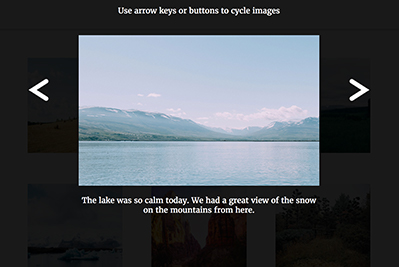 Use arrow keys or buttons to cycle images
The lake was so calm today. We had a great view of the snow
on the mountains from here.